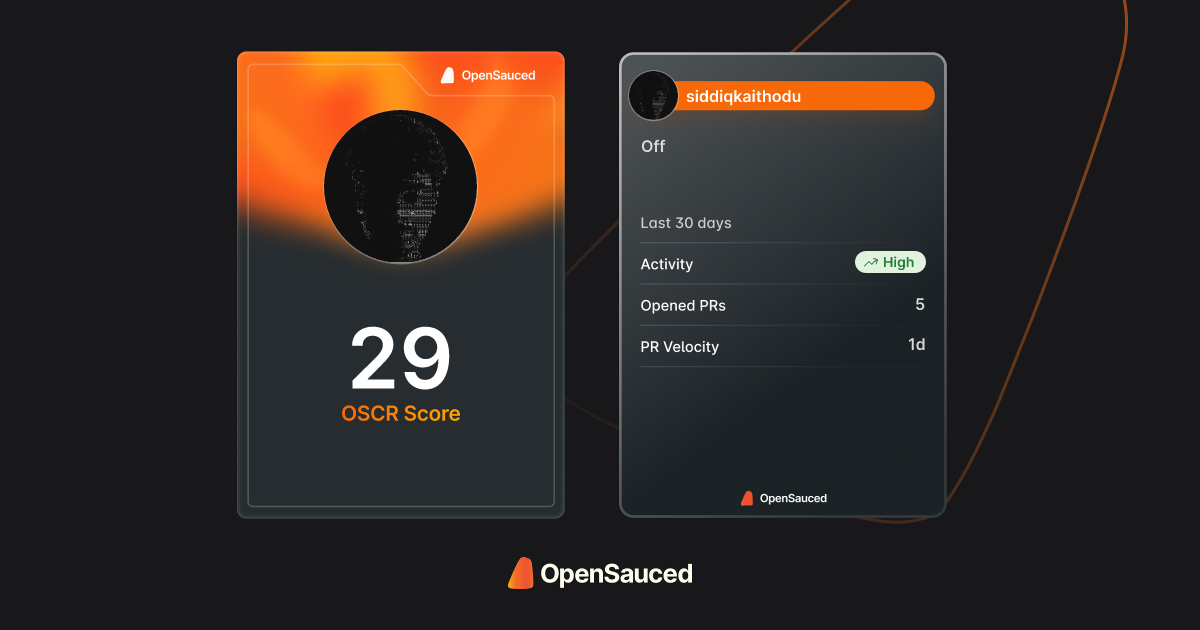 OpenSauced
29
OSCR Score
siddiqkaithodu
Off
Last 30 days
Activity High
Opened PRs 5
PR Velocity 1d
OpenSauced
OpenSauced